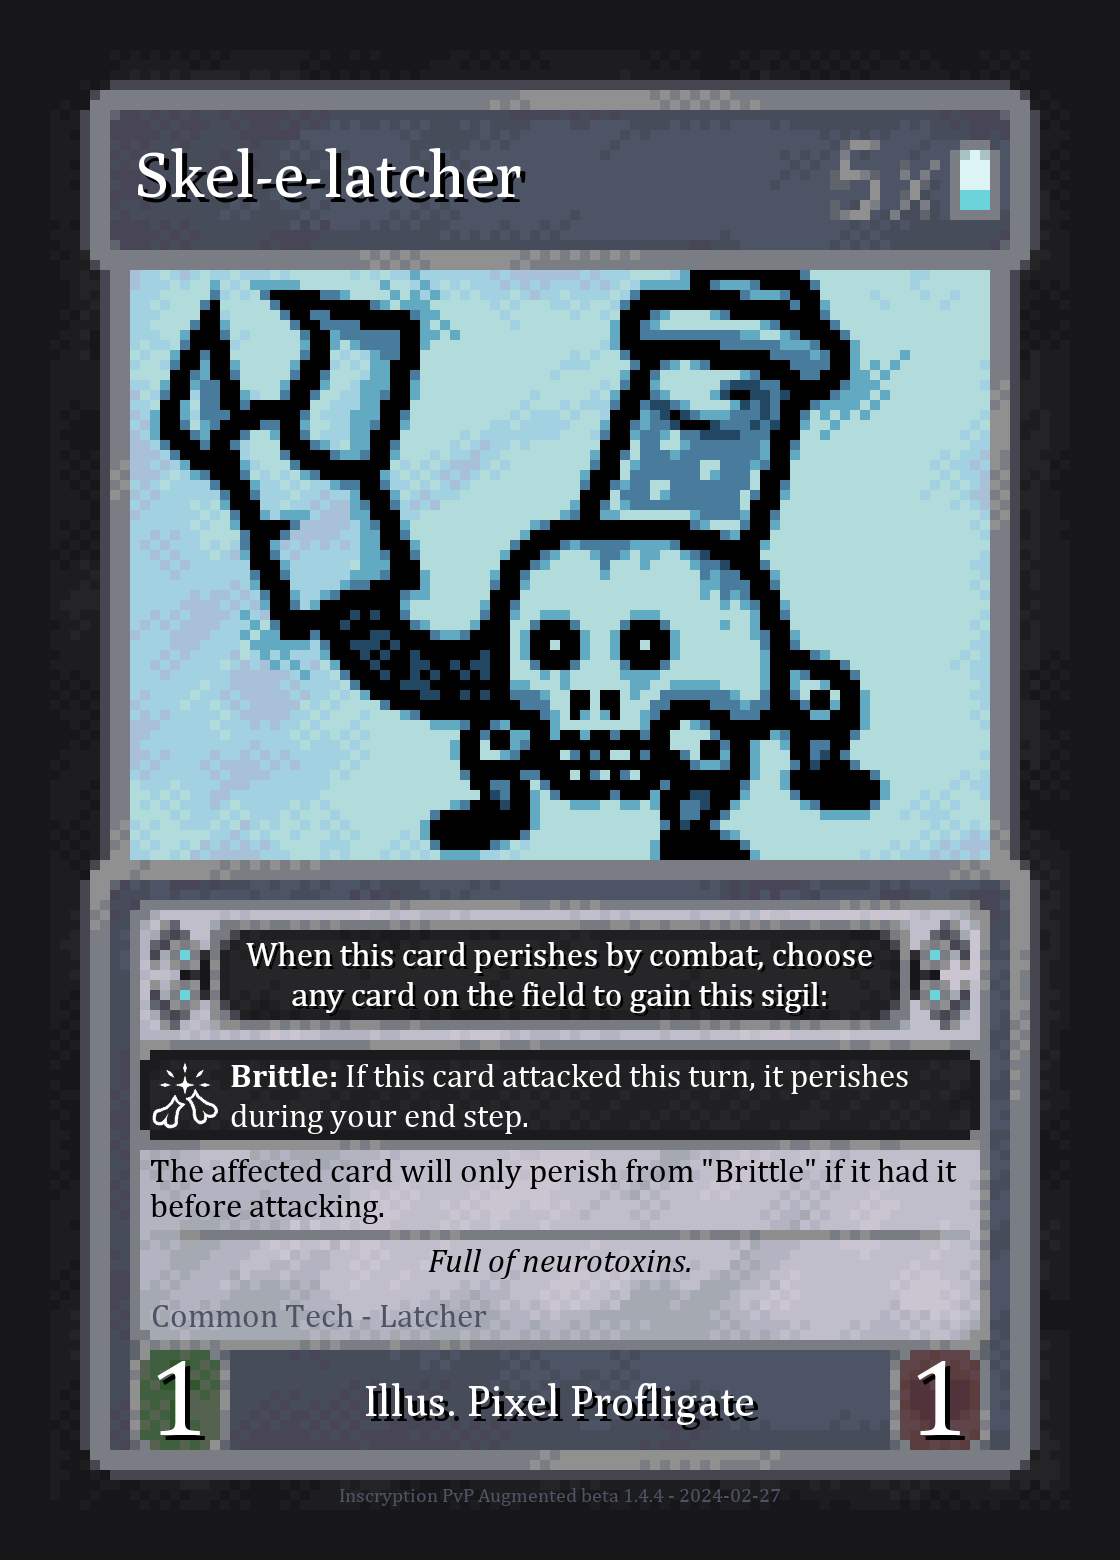 Skel-e-latcher
5x
When this card perishes by combat, choose
any card on the field to gain this sigil:
Brittle: If this card attacked this turn, it perishes
during your end step.
The affected card will only perish from "Brittle" if it had it
before attacking.
Full of neurotoxins.
Common Tech - Latcher
1
Illus. Pixel Profligate
1
Inscryption PvP Augmented beta 1.4.4 - 2024-02-27